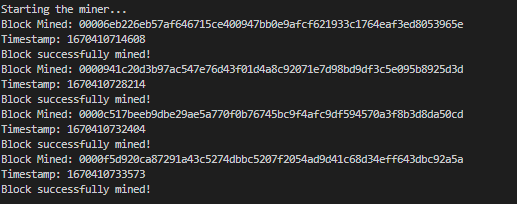 Starting the miner...
Block Mined: 00006eb226eb57af646715ce400947bb0e9afcf621933c1764eaf3ed8053965e
Timestamp: 1670410714608
Block successfully mined!
Block Mined: 0000941c20d3b97ac547e76d43f01d4a8c92071e7d98bd9df3c5e095b8925d3d
Timestamp: 1670410728214
Block successfully mined!
Block Mined: 0000c517beeb9dbe29ae5a770f0b76745bc9f4afc9df594570a3f8b3d8da50cd
Timestamp: 1670410732404
Block successfully mined!
Block Mined: 0000f5d920ca87291a43c5274dbbc5207f2054ad9d41c68d34eff643dbc92a5a
Timestamp: 1670410733573
Block successfully mined!